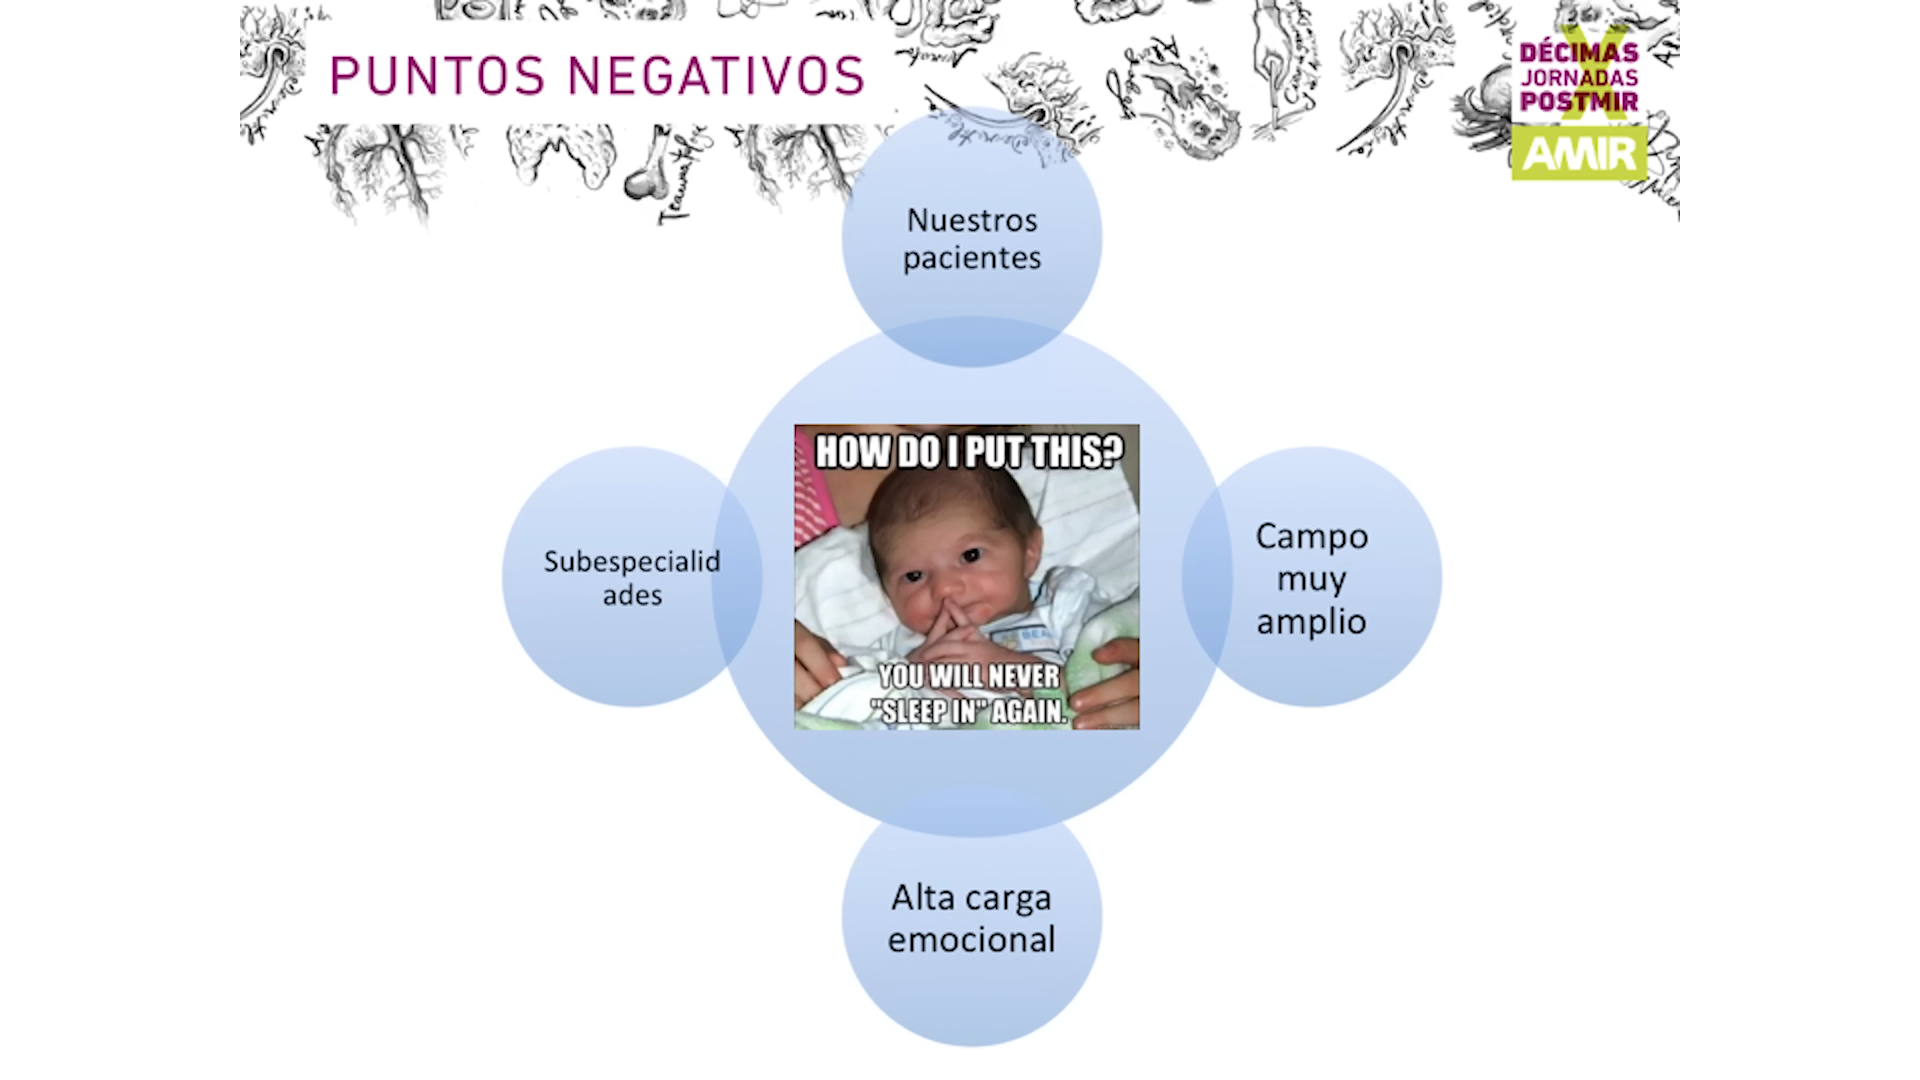 PUNTOS NEGATIVOS
DÉCIMAS
JORNADAS
POSTMIR
AMIR
Nuestros
pacientes
HOW DO I PUT THIS?
YOU WILL NEVER
"SLEEP IN" AGAIN.
Subespecialid
ades
Campo
muy
amplio
Alta carga
emocional